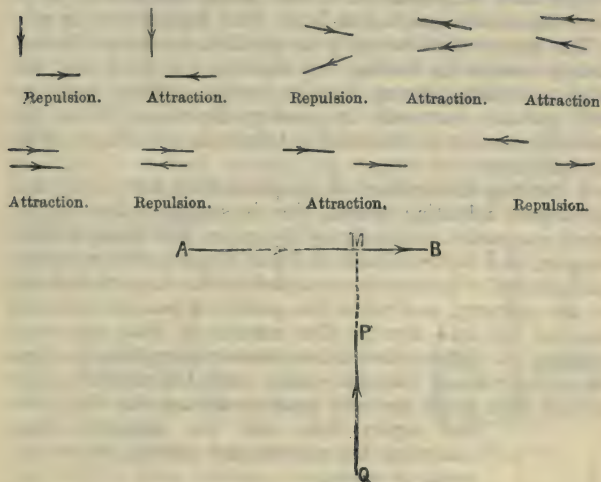 Repulsion. Attraction. Repulsion. Attraction. Attraction
Attraction. Repulsion. Attraction. Repulsion.
A M B
P
Q